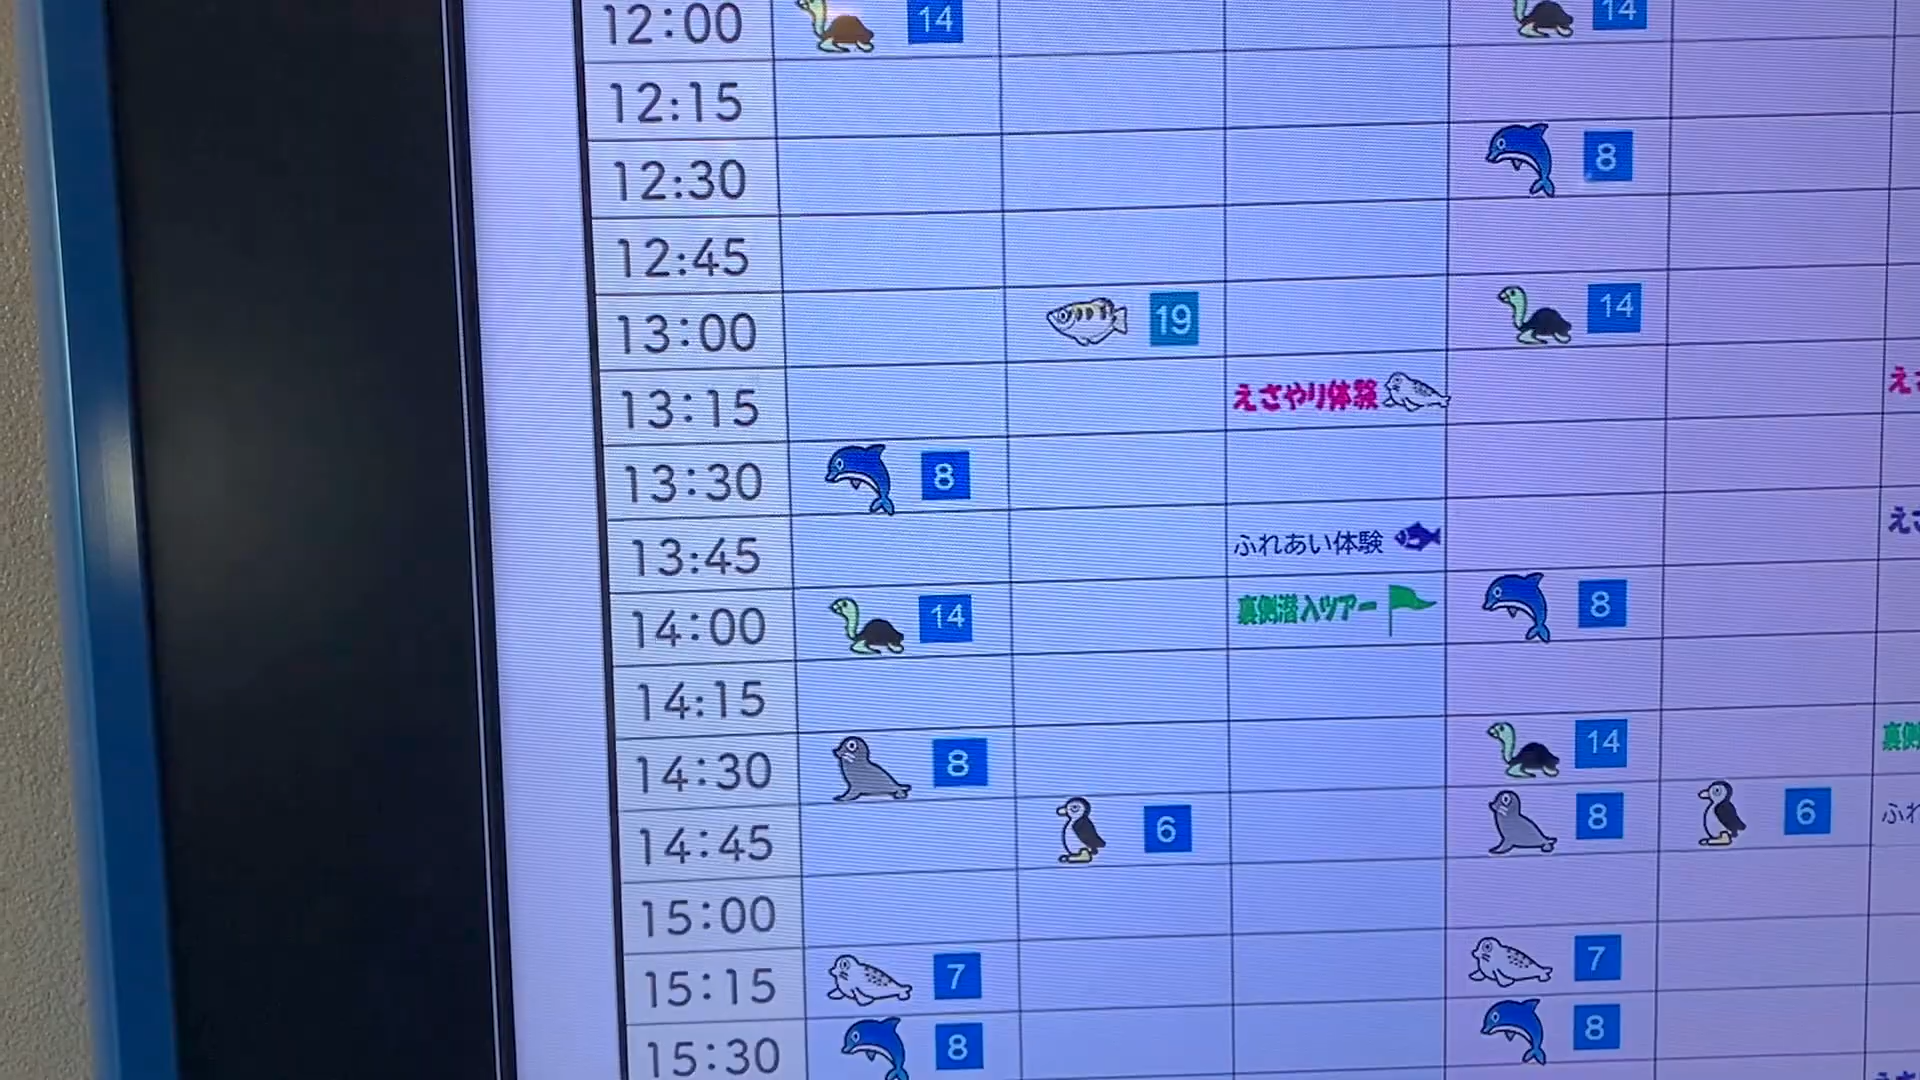 12:00 14 14
12:15
12:30 8
12:45
13:00 19 14
13:15 えさやり体験
13:30 8
13:45 ふれあい体験
14:00 14 裏側潜入ツアー 8
14:15
14:30 8 14
14:45 6 8 6
15:00
15:15 7 7
15:30 8 8